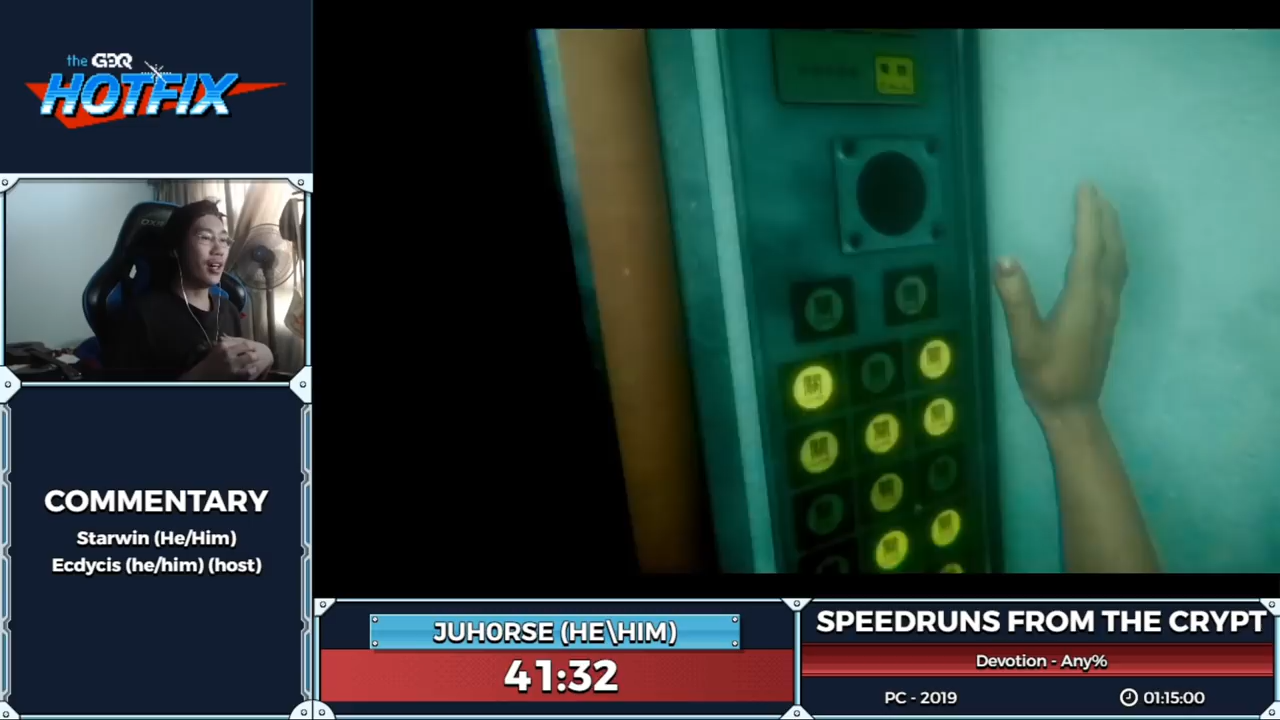 the GDQ
HOTFIX
COMMENTARY
Starwin (He/Him)
Ecdycis (he/him) (host)
JUH0RSE (HE\HIM)
41:32
SPEEDRUNS FROM THE CRYPT
Devotion - Any%
PC - 2019
01:15:00